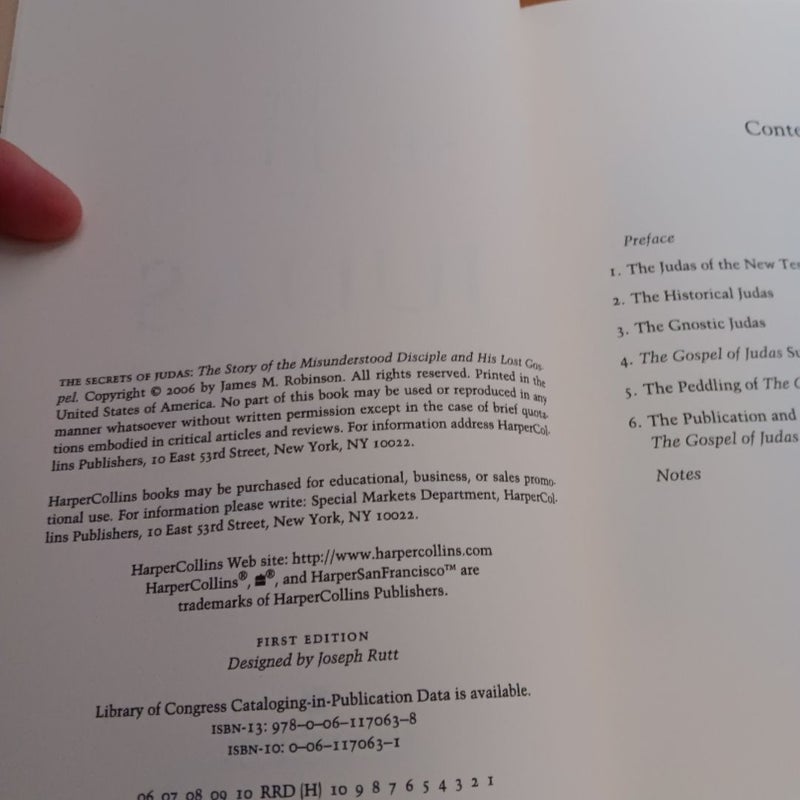 THE SECRETS OF JUDAS: The Story of the Misunderstood Disciple and His Lost Gos-
pel. Copyright © 2006 by James M. Robinson. All rights reserved. Printed in the
United States of America. No part of this book may be used or reproduced in any
manner whatsoever without written permission except in the case of brief quota-
tions embodied in critical articles and reviews. For information address HarperCol-
lins Publishers, 10 East 53rd Street, New York, NY 10022.
HarperCollins books may be purchased for educational, business, or sales promo-
tional use. For information please write: Special Markets Department, HarperCol-
lins Publishers, 10 East 53rd Street, New York, NY 10022.
HarperCollins Web site: http://www.harpercollins.com
HarperCollins®, ®, and HarperSanFrancisco™ are
trademarks of HarperCollins Publishers.
FIRST EDITION
Designed by Joseph Rutt
Library of Congress Cataloging-in-Publication Data is available.
ISBN-13: 978–0–06–117063–8
ISBN-10: 0–06–117063–1
06 07 08 09 10 RRD (H) 10 9 8 7 6 5 4 3 2 1
Conte
Preface
1. The Judas of the New Tes
2. The Historical Judas
3. The Gnostic Judas
4. The Gospel of Judas Su
5. The Peddling of The G
6. The Publication and
The Gospel of Judas
Notes